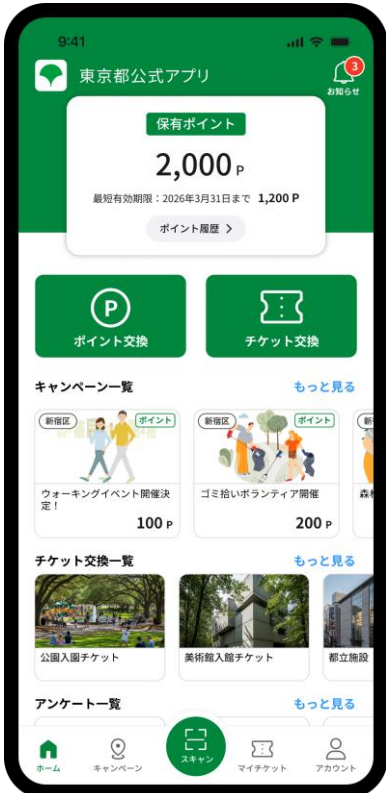 9:41
東京都公式アプリ
3
お知らせ
保有ポイント
2,000 P
最短有効期限：2026年3月31日まで 1,200 P
ポイント履歴
P
ポイント交換
チケット交換
キャンペーン一覧
もっと見る
新宿区
ポイント
新宿区
ポイント
ウォーキングイベント開催決
定！
ゴミ拾いボランティア開催
100 P
200 P
チケット交換一覧
もっと見る
公園入園チケット
美術館入館チケット
都立施設
アンケート一覧
もっと見る
ホーム
キャンペーン
スキャン
マイチケット
アカウント